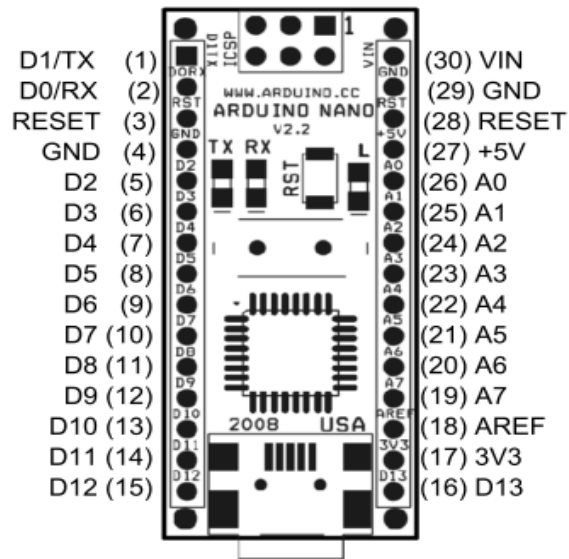 D1/TX (1)
D0/RX (2)
RESET (3)
GND (4)
D2 (5)
D3 (6)
D4 (7)
D5 (8)
D6 (9)
D7 (10)
D8 (11)
D9 (12)
D10 (13)
D11 (14)
D12 (15)
D1TX
ICSP
1
VIN
WWW.ARDUINO.CC
ARDUINO NANO
V2.2
TX RX
RST
L
DORX
RST
GND
D2
D3
D4
D5
D6
D7
D8
D9
D10
D11
D12
GND
RST
+5V
A0
A1
A2
A3
A4
A5
A6
A7
AREF
3V3
D13
2008 USA
(30) VIN
(29) GND
(28) RESET
(27) +5V
(26) A0
(25) A1
(24) A2
(23) A3
(22) A4
(21) A5
(20) A6
(19) A7
(18) AREF
(17) 3V3
(16) D13